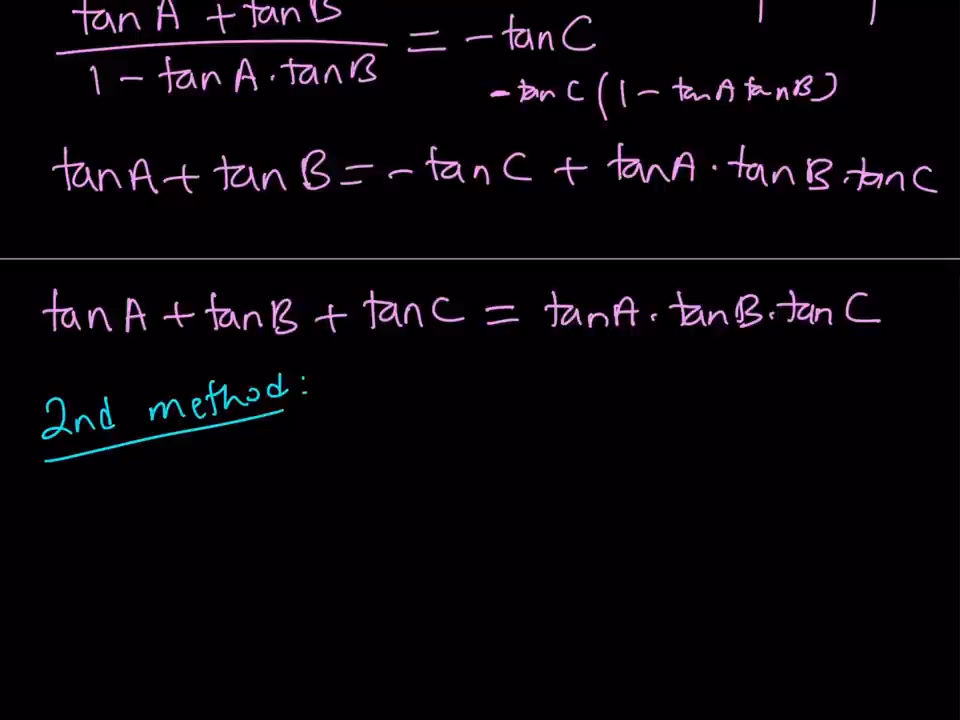 tan A + tan B
1 - tan A · tan B = - tan C
- tan C (1 - tan A tan B)
tan A + tan B = - tan C + tan A · tan B · tan C
tan A + tan B + tan C = tan A · tan B · tan C
2nd method: